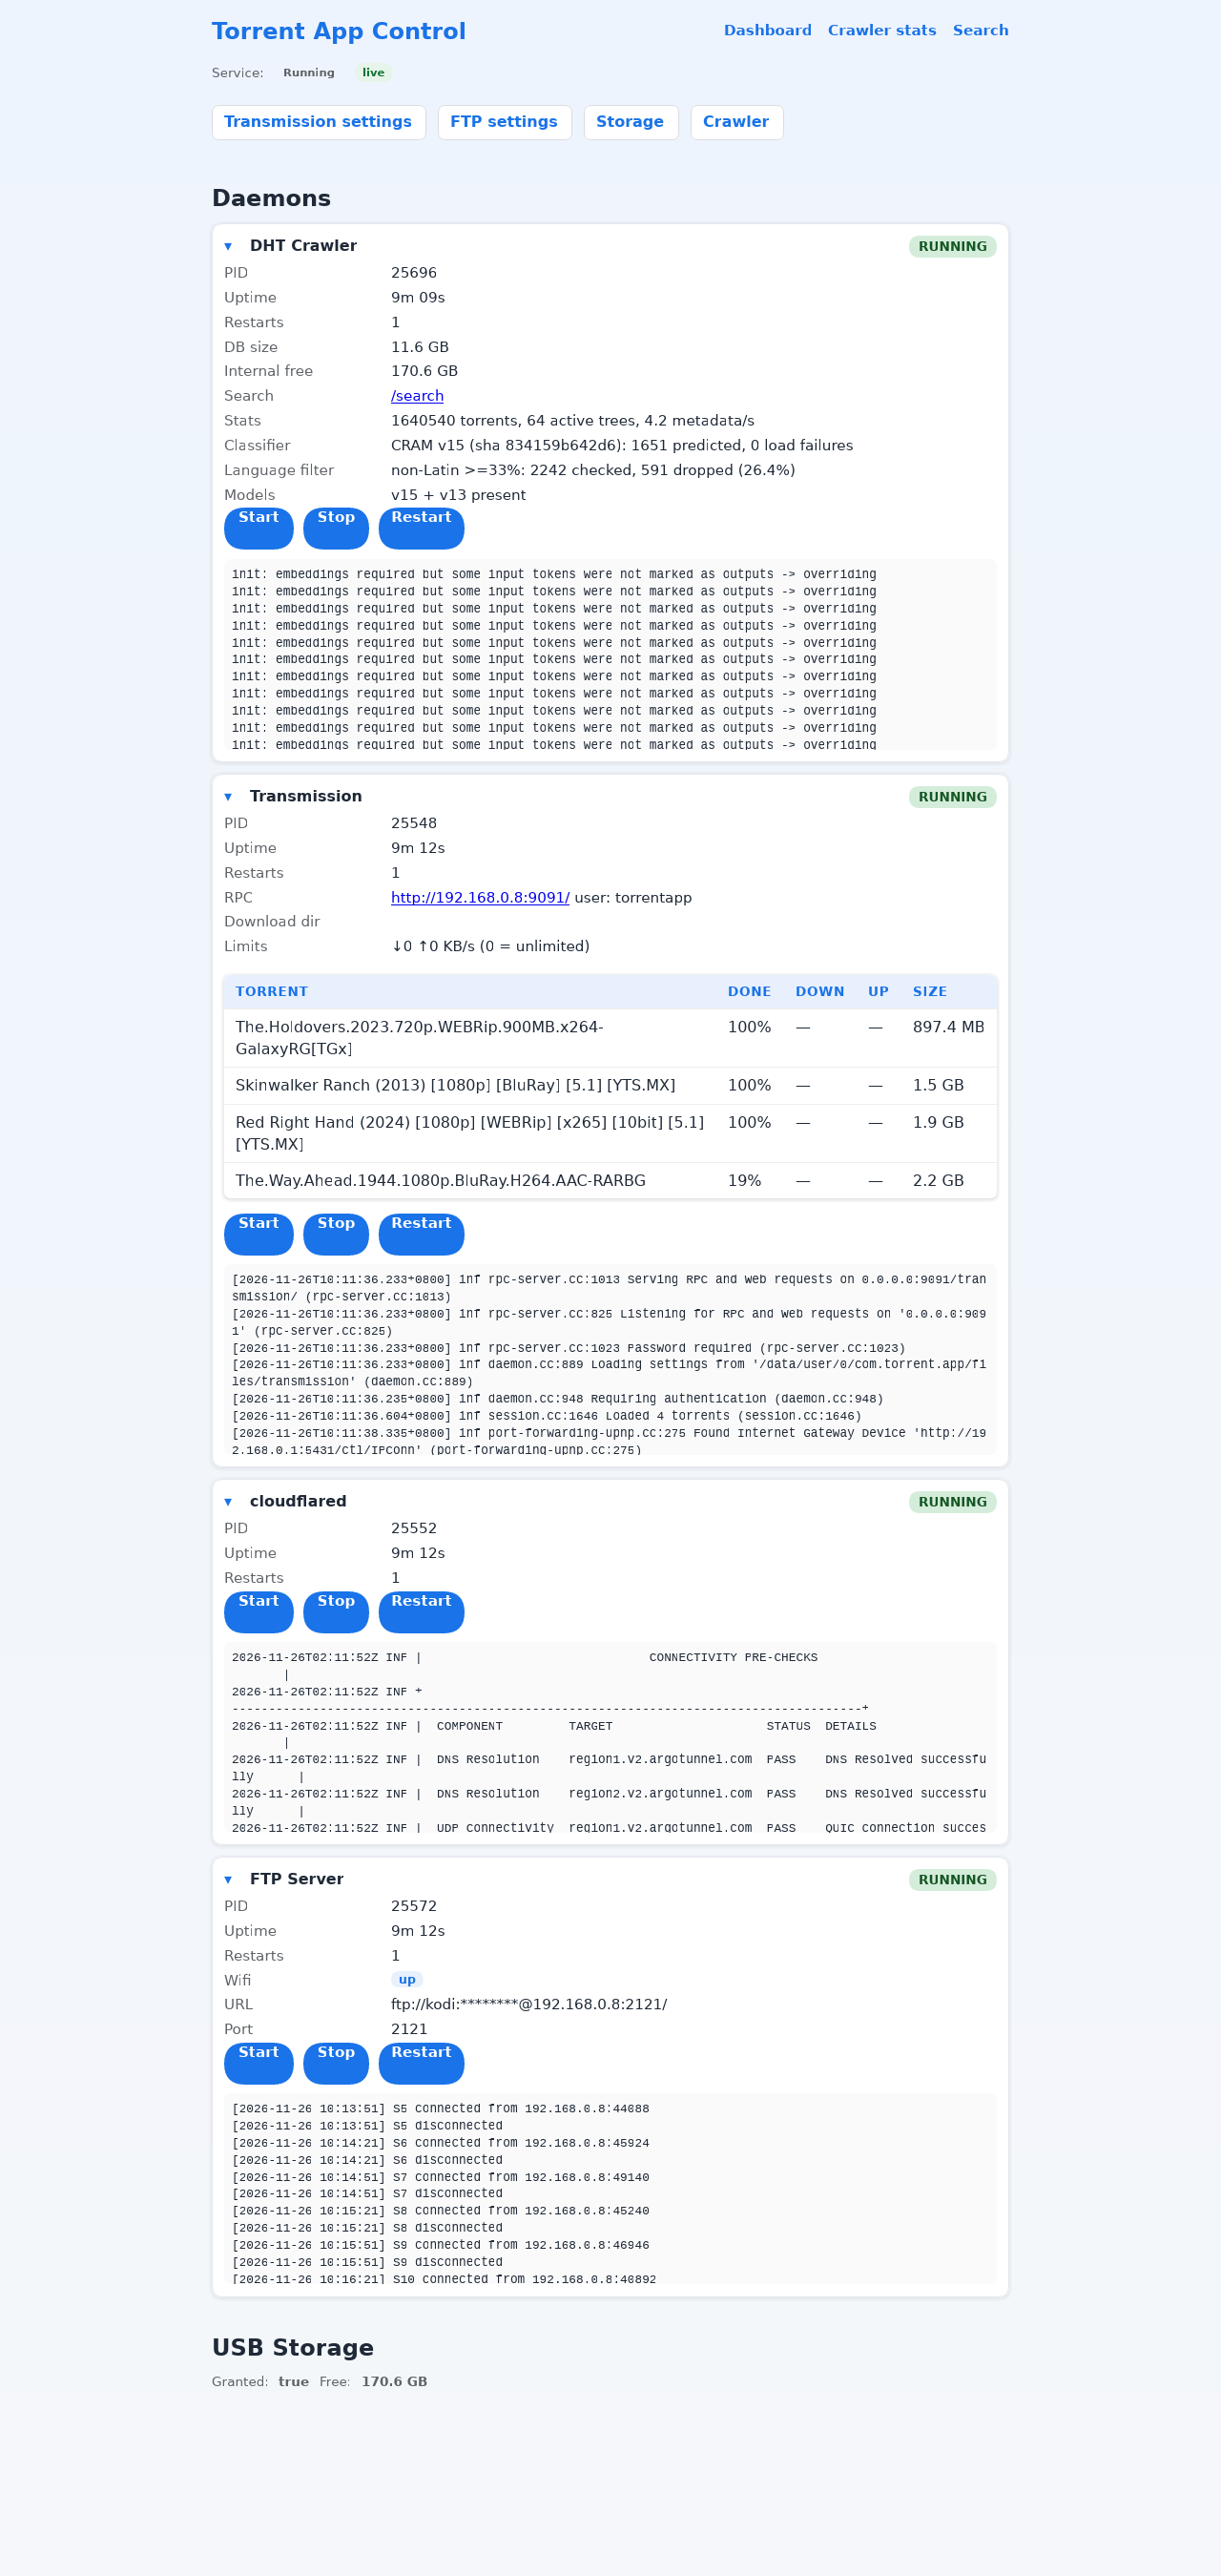 Torrent App Control
Dashboard Crawler stats Search
Service: Running live
Transmission settings FTP settings Storage Crawler
Daemons
▾ DHT Crawler RUNNING
PID 25696
Uptime 9m 09s
Restarts 1
DB size 11.6 GB
Internal free 170.6 GB
Search /search
Stats 1640540 torrents, 64 active trees, 4.2 metadata/s
Classifier CRAM v15 (sha 834159b642d6): 1651 predicted, 0 load failures
Language filter non-Latin >=33%: 2242 checked, 591 dropped (26.4%)
Models v15 + v13 present
Start Stop Restart
init: embeddings required but some input tokens were not marked as outputs -> overriding
init: embeddings required but some input tokens were not marked as outputs -> overriding
init: embeddings required but some input tokens were not marked as outputs -> overriding
init: embeddings required but some input tokens were not marked as outputs -> overriding
init: embeddings required but some input tokens were not marked as outputs -> overriding
init: embeddings required but some input tokens were not marked as outputs -> overriding
init: embeddings required but some input tokens were not marked as outputs -> overriding
init: embeddings required but some input tokens were not marked as outputs -> overriding
init: embeddings required but some input tokens were not marked as outputs -> overriding
init: embeddings required but some input tokens were not marked as outputs -> overriding
init: embeddings required but some input tokens were not marked as outputs -> overriding
▾ Transmission RUNNING
PID 25548
Uptime 9m 12s
Restarts 1
RPC http://192.168.0.8:9091/ user: torrentapp
Download dir
Limits ↓0 ↑0 KB/s (0 = unlimited)
TORRENT DONE DOWN UP SIZE
The.Holdovers.2023.720p.WEBRip.900MB.x264- 100% — — 897.4 MB
GalaxyRG[TGx]
Skinwalker Ranch (2013) [1080p] [BluRay] [5.1] [YTS.MX] 100% — — 1.5 GB
Red Right Hand (2024) [1080p] [WEBRip] [x265] [10bit] [5.1] 100% — — 1.9 GB
[YTS.MX]
The.Way.Ahead.1944.1080p.BluRay.H264.AAC-RARBG 19% — — 2.2 GB
Start Stop Restart
[2026-11-26T10:11:36.233+0800] inf rpc-server.cc:1013 Serving RPC and web requests on 0.0.0.0:9091/tran
smission/ (rpc-server.cc:1013)
[2026-11-26T10:11:36.233+0800] inf rpc-server.cc:825 Listening for RPC and web requests on '0.0.0.0:909
1' (rpc-server.cc:825)
[2026-11-26T10:11:36.233+0800] inf rpc-server.cc:1023 Password required (rpc-server.cc:1023)
[2026-11-26T10:11:36.233+0800] inf daemon.cc:889 Loading settings from '/data/user/0/com.torrent.app/fi
les/transmission' (daemon.cc:889)
[2026-11-26T10:11:36.235+0800] inf daemon.cc:948 Requiring authentication (daemon.cc:948)
[2026-11-26T10:11:36.604+0800] inf session.cc:1646 Loaded 4 torrents (session.cc:1646)
[2026-11-26T10:11:38.335+0800] inf port-forwarding-upnp.cc:275 Found Internet Gateway Device 'http://19
2.168.0.1:5431/ctl/IPConn' (port-forwarding-upnp.cc:275)
▾ cloudflared RUNNING
PID 25552
Uptime 9m 12s
Restarts 1
Start Stop Restart
2026-11-26T02:11:52Z INF | CONNECTIVITY PRE-CHECKS
|
2026-11-26T02:11:52Z INF +
--------------------------------------------------------------------------------------+
2026-11-26T02:11:52Z INF | COMPONENT TARGET STATUS DETAILS
|
2026-11-26T02:11:52Z INF | DNS Resolution region1.v2.argotunnel.com PASS DNS Resolved successfu
lly |
2026-11-26T02:11:52Z INF | DNS Resolution region2.v2.argotunnel.com PASS DNS Resolved successfu
lly |
2026-11-26T02:11:52Z INF | UDP Connectivity region1.v2.argotunnel.com PASS QUIC connection succes
▾ FTP Server RUNNING
PID 25572
Uptime 9m 12s
Restarts 1
Wifi up
URL ftp://kodi:********@192.168.0.8:2121/
Port 2121
Start Stop Restart
[2026-11-26 10:13:51] S5 connected from 192.168.0.8:44088
[2026-11-26 10:13:51] S5 disconnected
[2026-11-26 10:14:21] S6 connected from 192.168.0.8:45924
[2026-11-26 10:14:21] S6 disconnected
[2026-11-26 10:14:51] S7 connected from 192.168.0.8:49140
[2026-11-26 10:14:51] S7 disconnected
[2026-11-26 10:15:21] S8 connected from 192.168.0.8:45240
[2026-11-26 10:15:21] S8 disconnected
[2026-11-26 10:15:51] S9 connected from 192.168.0.8:46946
[2026-11-26 10:15:51] S9 disconnected
[2026-11-26 10:16:21] S10 connected from 192.168.0.8:40892
USB Storage
Granted: true Free: 170.6 GB